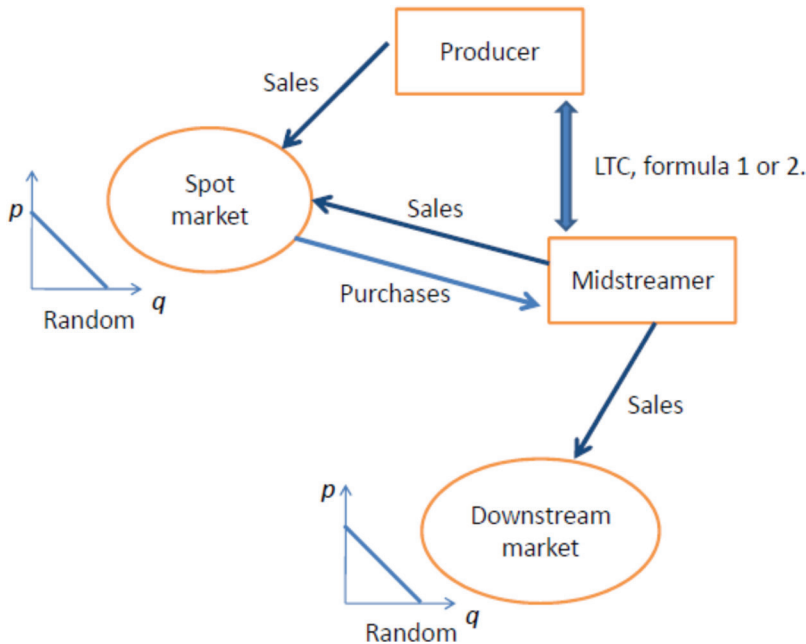 Producer
Sales
LTC, formula 1 or 2.
Spot
market
p
Sales
Purchases
Midstreamer
q
Random
Sales
p
Downstream
market
q
Random